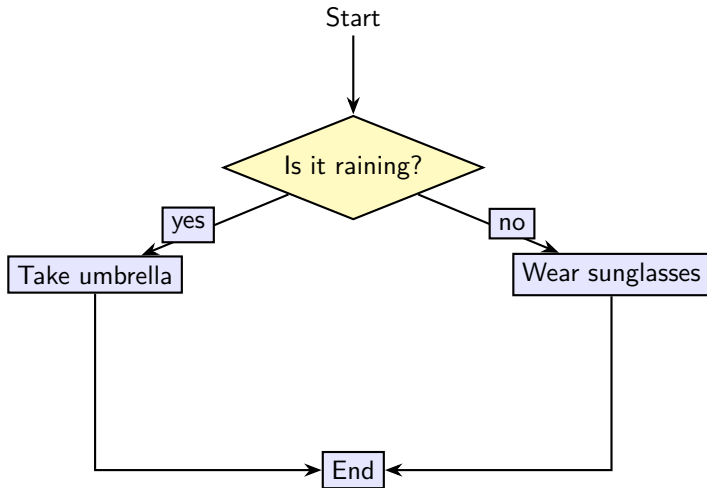 Start
Is it raining?
yes
no
Take umbrella
Wear sunglasses
End